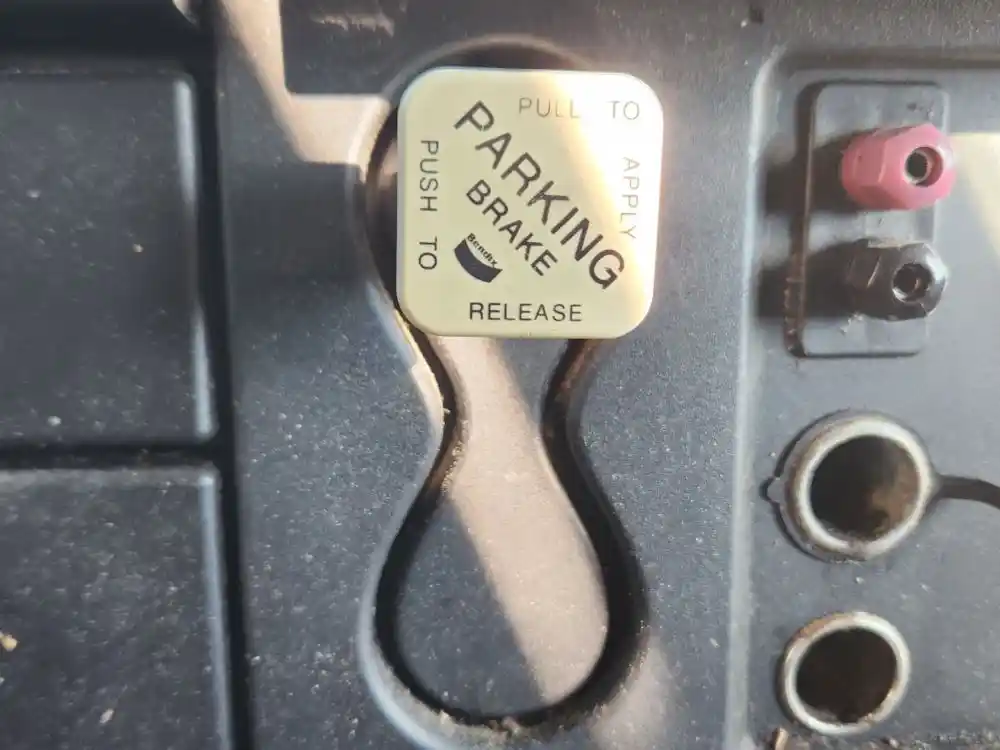 PULL TO
APPLY
PARKING
BRAKE
Bendix
PUSH TO
RELEASE